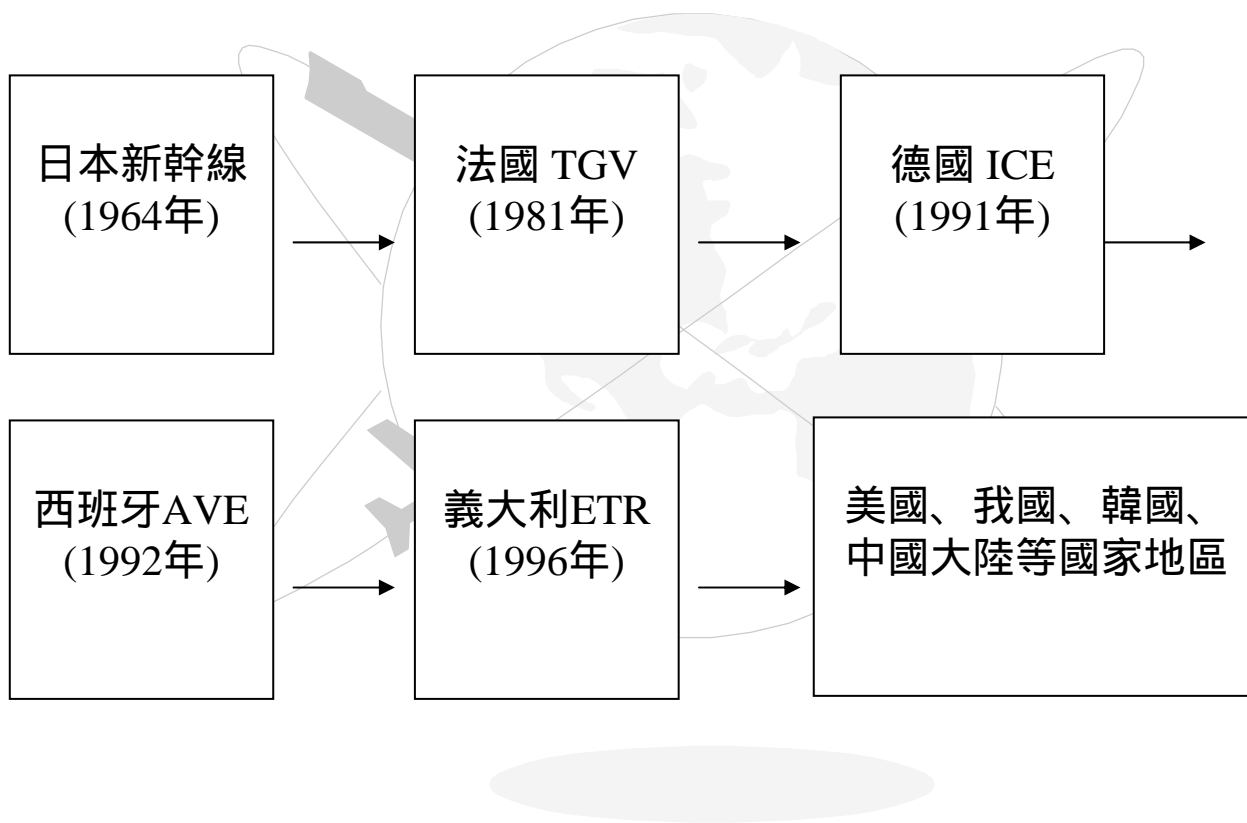 日本新幹線
(1964年)
法國 TGV
(1981年)
德國 ICE
(1991年)
西班牙AVE
(1992年)
義大利ETR
(1996年)
美國、我國、韓國、
中國大陸等國家地區